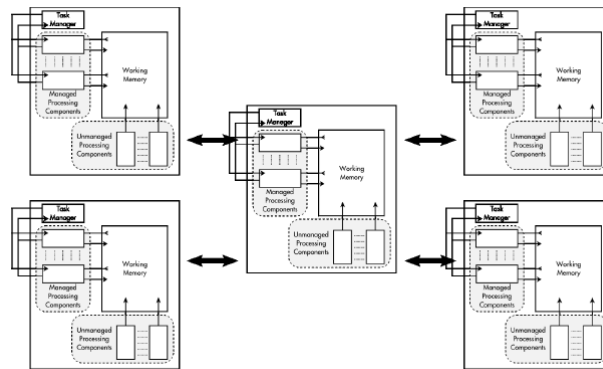 Task
Manager
Working
Memory
Managed
Processing
Components
Unmanaged
Processing
Components
Task
Manager
Working
Memory
Managed
Processing
Components
Unmanaged
Processing
Components
Task
Manager
Working
Memory
Managed
Processing
Components
Unmanaged
Processing
Components
Task
Manager
Working
Memory
Managed
Processing
Components
Unmanaged
Processing
Components
Task
Manager
Working
Memory
Managed
Processing
Components
Unmanaged
Processing
Components